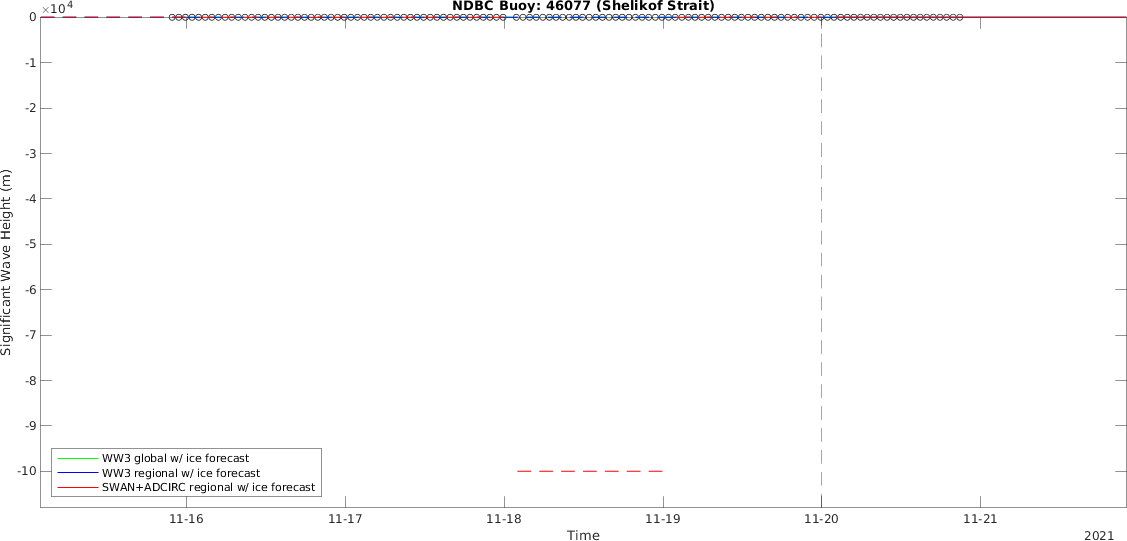 NDBC Buoy: 46077 (Shelikof Strait)
×10⁴
0
-1
-2
-3
-4
-5
-6
-7
-8
-9
-10
Significant Wave Height (m)
WW3 global w/ ice forecast
WW3 regional w/ ice forecast
SWAN+ADCIRC regional w/ ice forecast
11-16 11-17 11-18 11-19 11-20 11-21
Time
2021